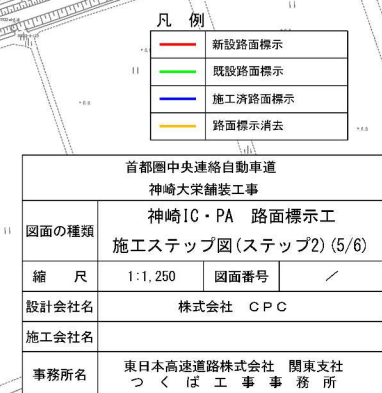 凡 例
新設路面標示
既設路面標示
施工済路面標示
路面標示消去
首都圏中央連絡自動車道
神崎大栄舗装工事
図面の種類
神崎IC・PA 路面標示工
施工ステップ図(ステップ2)(5/6)
縮 尺 1:1,250 図面番号 ／
設計会社名 株式会社 CPC
施工会社名
事務所名
東日本高速道路株式会社 関東支社
つくば工事事務所